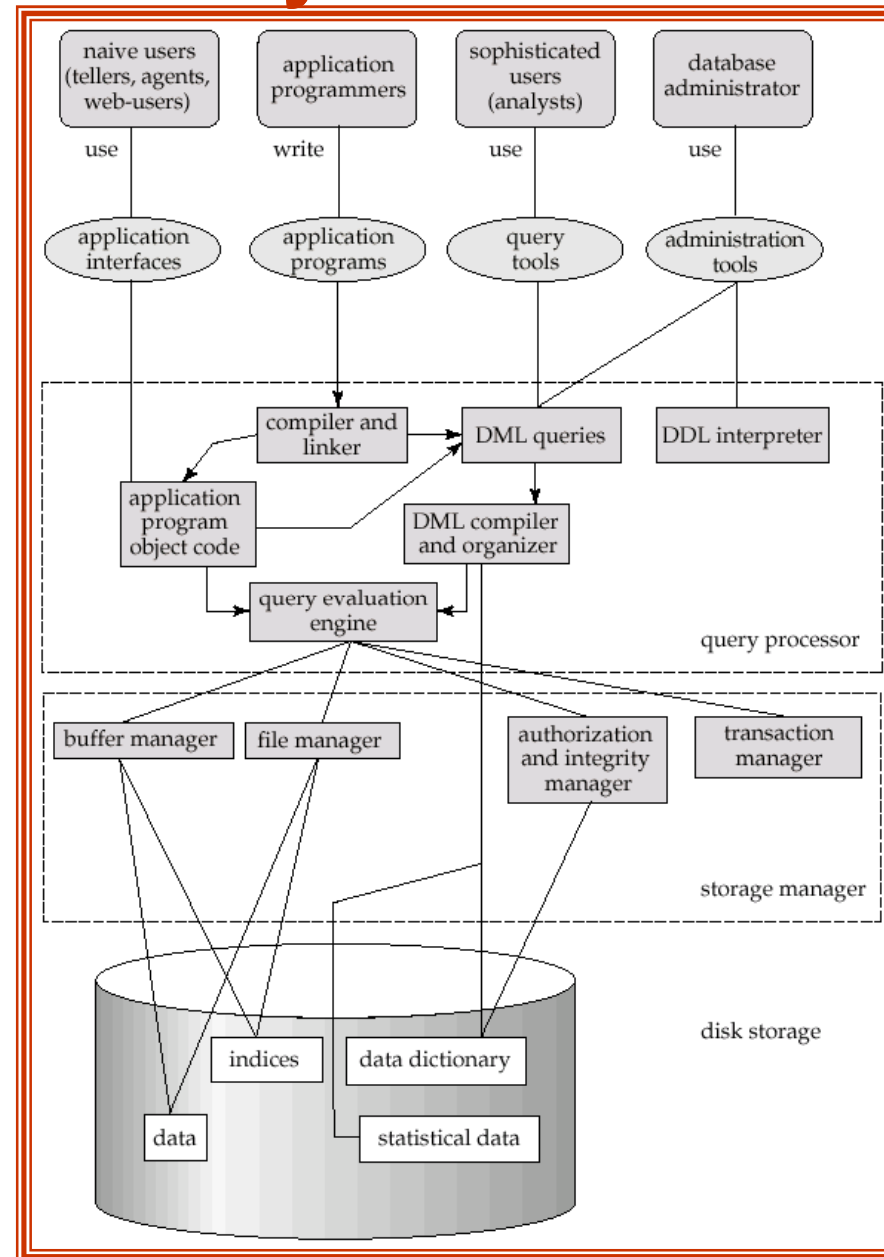 naive users
(tellers, agents,
web-users)
application
programmers
sophisticated
users
(analysts)
database
administrator
use
write
use
use
application
interfaces
application
programs
query
tools
administration
tools
compiler and
linker
DML queries
DDL interpreter
application
program
object code
DML compiler
and organizer
query evaluation
engine
query processor
buffer manager
file manager
authorization
and integrity
manager
transaction
manager
storage manager
disk storage
indices
data dictionary
data
statistical data